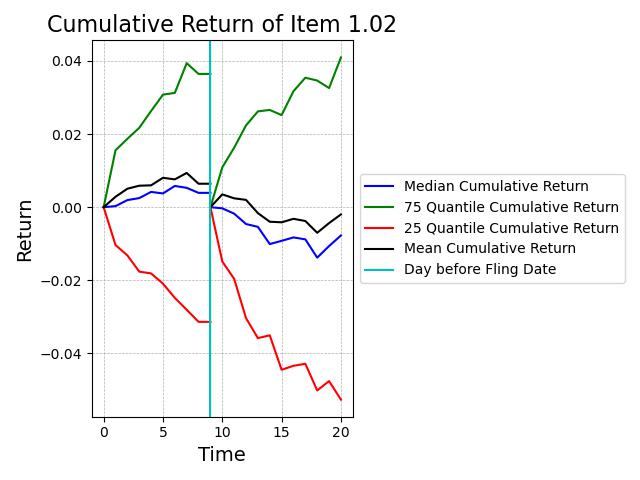 Cumulative Return of Item 1.02
Return
0.04
0.02
0.00
−0.02
−0.04
0
5
10
15
20
Time
Median Cumulative Return
75 Quantile Cumulative Return
25 Quantile Cumulative Return
Mean Cumulative Return
Day before Fling Date